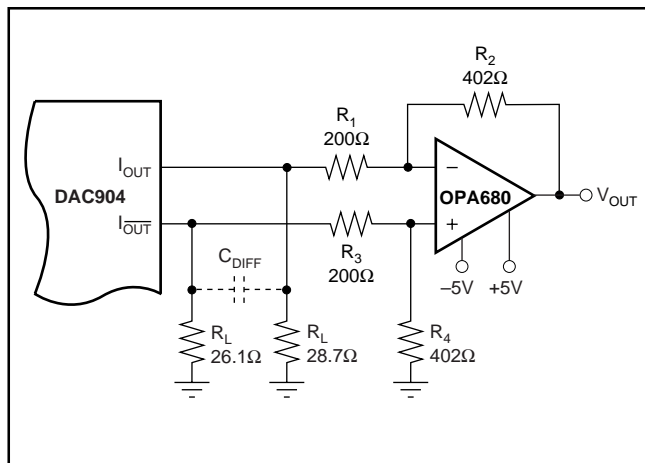 R2
402Ω
R1
200Ω
IOUT
DAC904
IOUT
–
OPA680
+
VOUT
R3
200Ω
CDIFF
–5V +5V
RL
26.1Ω
RL
28.7Ω
R4
402Ω